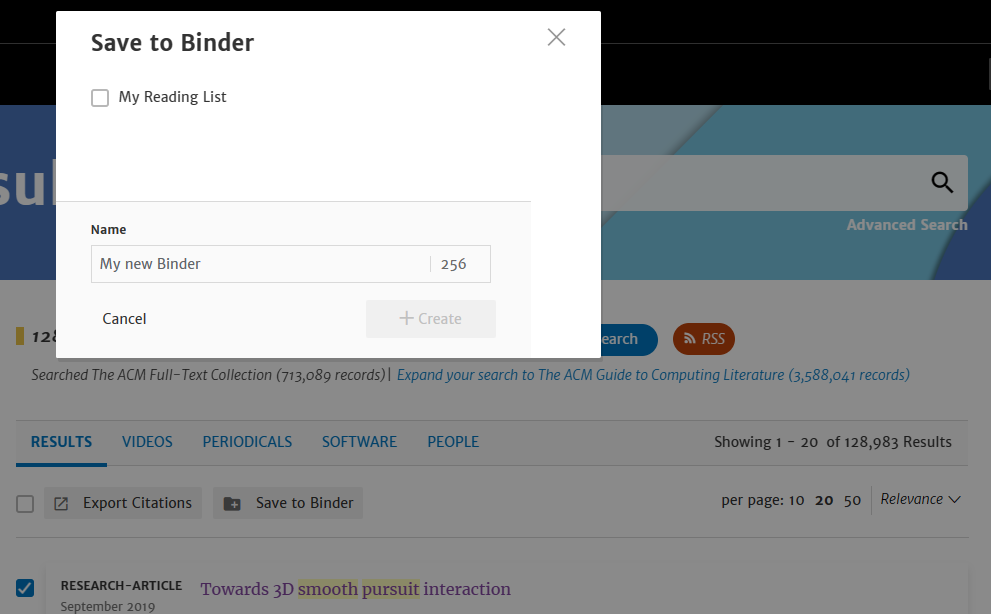 Save to Binder
My Reading List
Name
My new Binder 256
Cancel
+ Create
Advanced Search
RSS
Searched The ACM Full-Text Collection (713,089 records)| Expand your search to The ACM Guide to Computing Literature (3,588,041 records)
RESULTS VIDEOS PERIODICALS SOFTWARE PEOPLE Showing 1 - 20 of 128,983 Results
Export Citations Save to Binder per page: 10 20 50 Relevance
RESEARCH-ARTICLE Towards 3D smooth pursuit interaction
September 2019